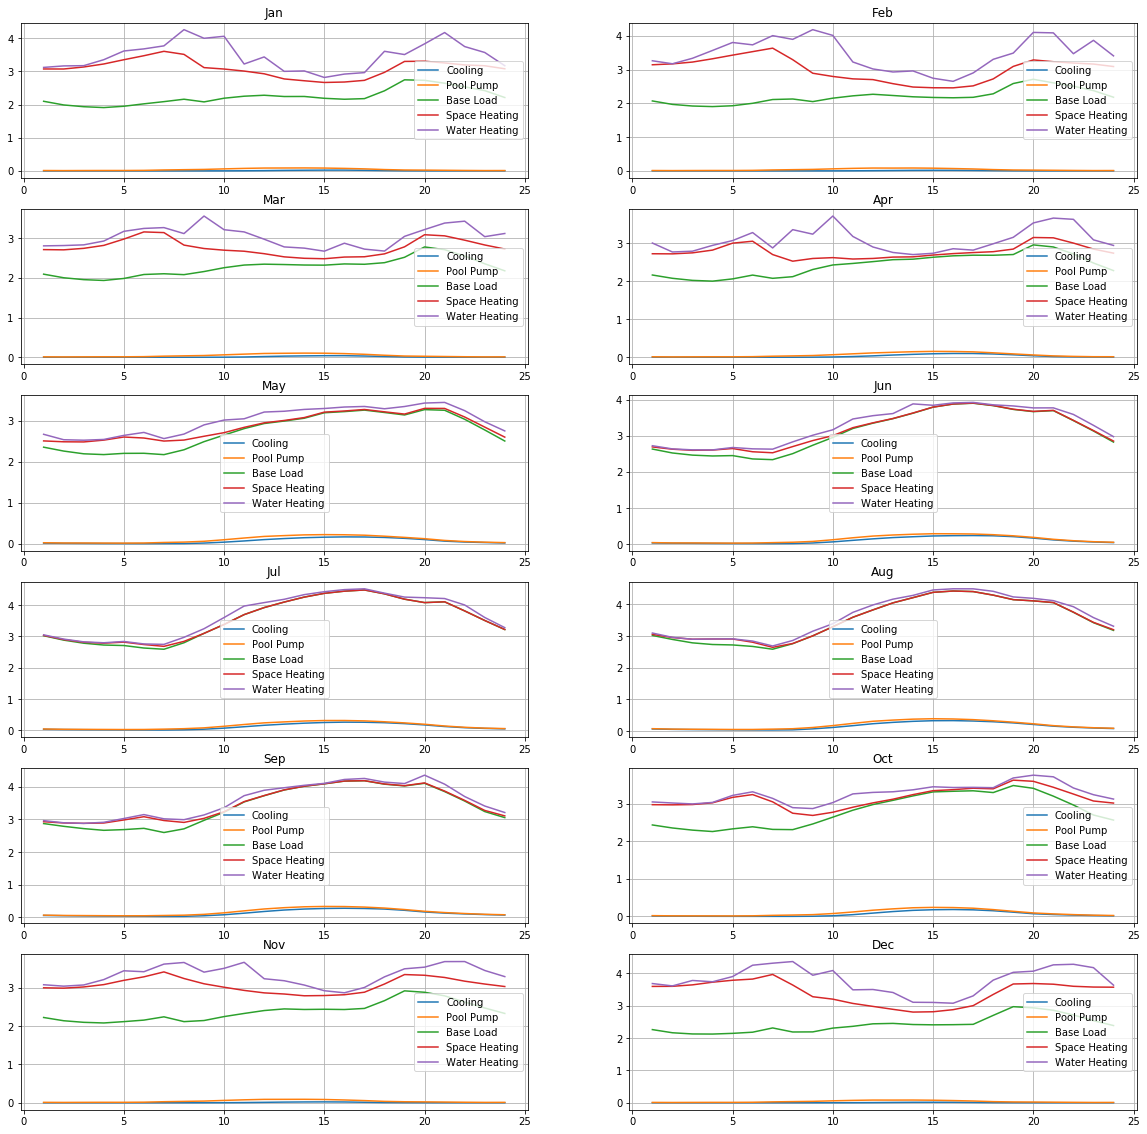 Jan
4
3
2
1
0
Cooling
Pool Pump
Base Load
Space Heating
Water Heating
0 5 10 15 20 25
Feb
4
3
2
1
0
Cooling
Pool Pump
Base Load
Space Heating
Water Heating
0 5 10 15 20 25
Mar
3
2
1
0
Cooling
Pool Pump
Base Load
Space Heating
Water Heating
0 5 10 15 20 25
Apr
3
2
1
0
Cooling
Pool Pump
Base Load
Space Heating
Water Heating
0 5 10 15 20 25
May
3
2
1
0
Cooling
Pool Pump
Base Load
Space Heating
Water Heating
0 5 10 15 20 25
Jun
4
3
2
1
0
Cooling
Pool Pump
Base Load
Space Heating
Water Heating
0 5 10 15 20 25
Jul
4
3
2
1
0
Cooling
Pool Pump
Base Load
Space Heating
Water Heating
0 5 10 15 20 25
Aug
4
3
2
1
0
Cooling
Pool Pump
Base Load
Space Heating
Water Heating
0 5 10 15 20 25
Sep
4
3
2
1
0
Cooling
Pool Pump
Base Load
Space Heating
Water Heating
0 5 10 15 20 25
Oct
3
2
1
0
Cooling
Pool Pump
Base Load
Space Heating
Water Heating
0 5 10 15 20 25
Nov
3
2
1
0
Cooling
Pool Pump
Base Load
Space Heating
Water Heating
0 5 10 15 20 25
Dec
4
3
2
1
0
Cooling
Pool Pump
Base Load
Space Heating
Water Heating
0 5 10 15 20 25